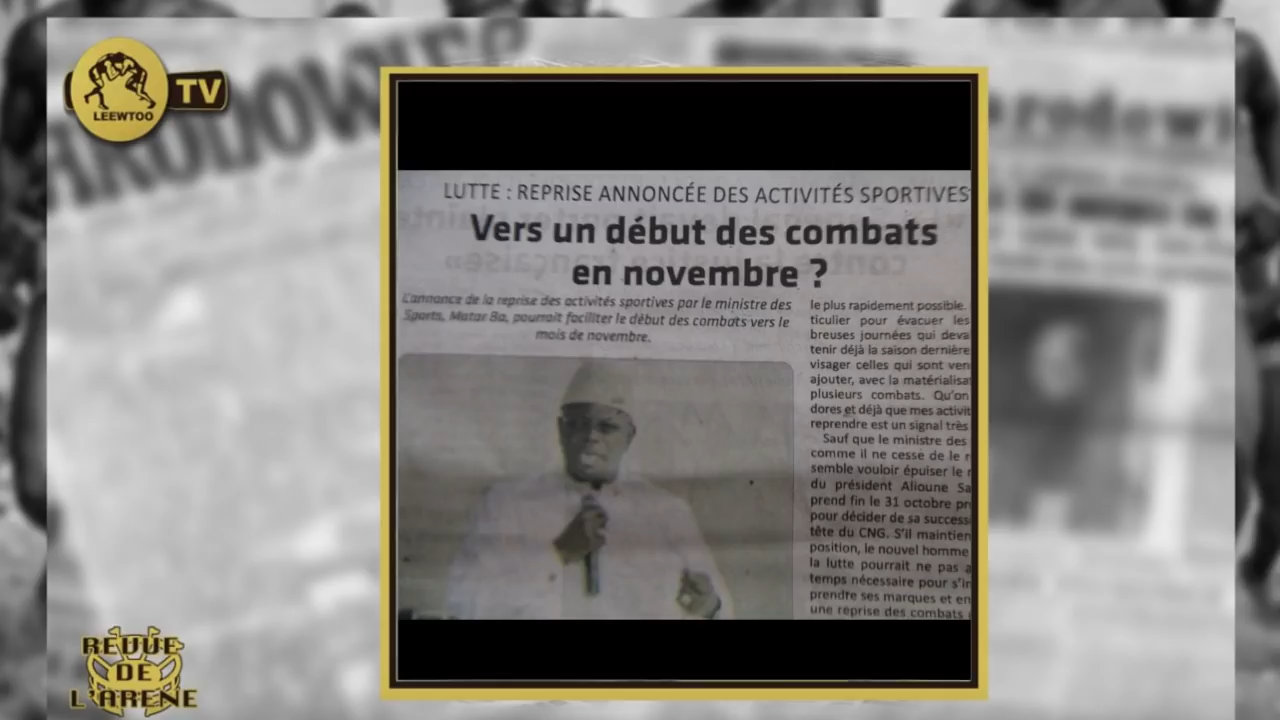 LEEWTOO
TV
LUTTE : REPRISE ANNONCÉE DES ACTIVITÉS SPORTIVES
Vers un début des combats
en novembre ?
L'annonce de la reprise des activités sportives par le ministre des
Sports, Matar Ba, pourrait faciliter le début des combats vers le
mois de novembre.
le plus rapidement possible.
ticulier pour évacuer les
breuses journées qui deva
tenir déjà la saison dernière
visager celles qui sont ven
ajouter, avec la matérialisa
plusieurs combats. Qu'on
dores et déjà que mes activit
reprendre est un signal très
Sauf que le ministre des
comme il ne cesse de le r
semble vouloir épuiser le
du président Alioune Sa
prend fin le 31 octobre pr
pour décider de sa success
tête du CNG. S'il maintien
position, le nouvel homme
la lutte pourrait ne pas a
temps nécessaire pour s'in
prendre ses marques et en
une reprise des combats
REVUE
DE
L'ARENE